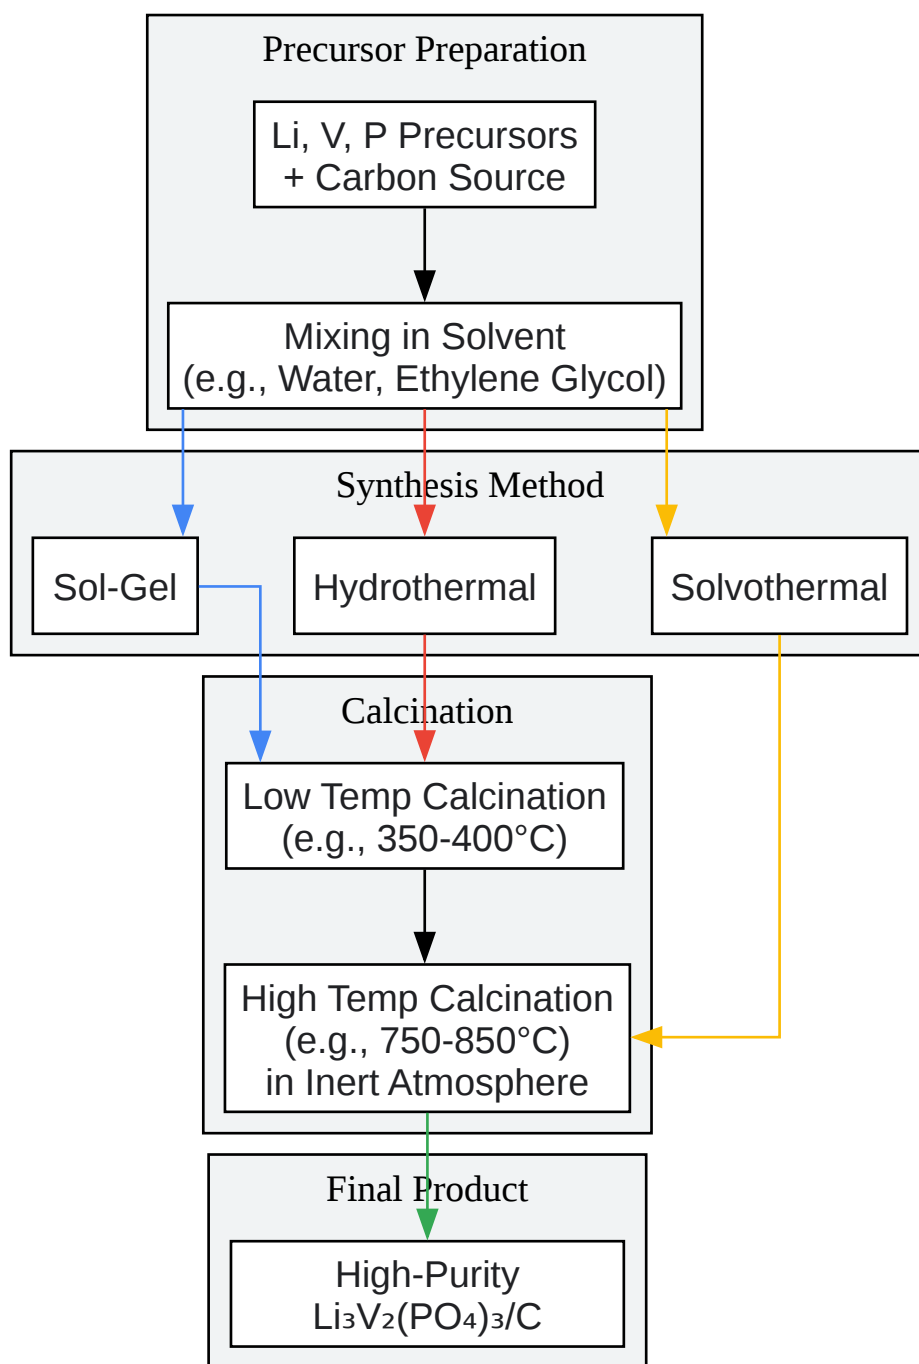 Precursor Preparation
Li, V, P Precursors
+ Carbon Source
Mixing in Solvent
(e.g., Water, Ethylene Glycol)
Synthesis Method
Sol-Gel
Hydrothermal
Solvothermal
Calcination
Low Temp Calcination
(e.g., 350-400°C)
High Temp Calcination
(e.g., 750-850°C)
in Inert Atmosphere
Final Product
High-Purity
Li₃V₂(PO₄)₃/C